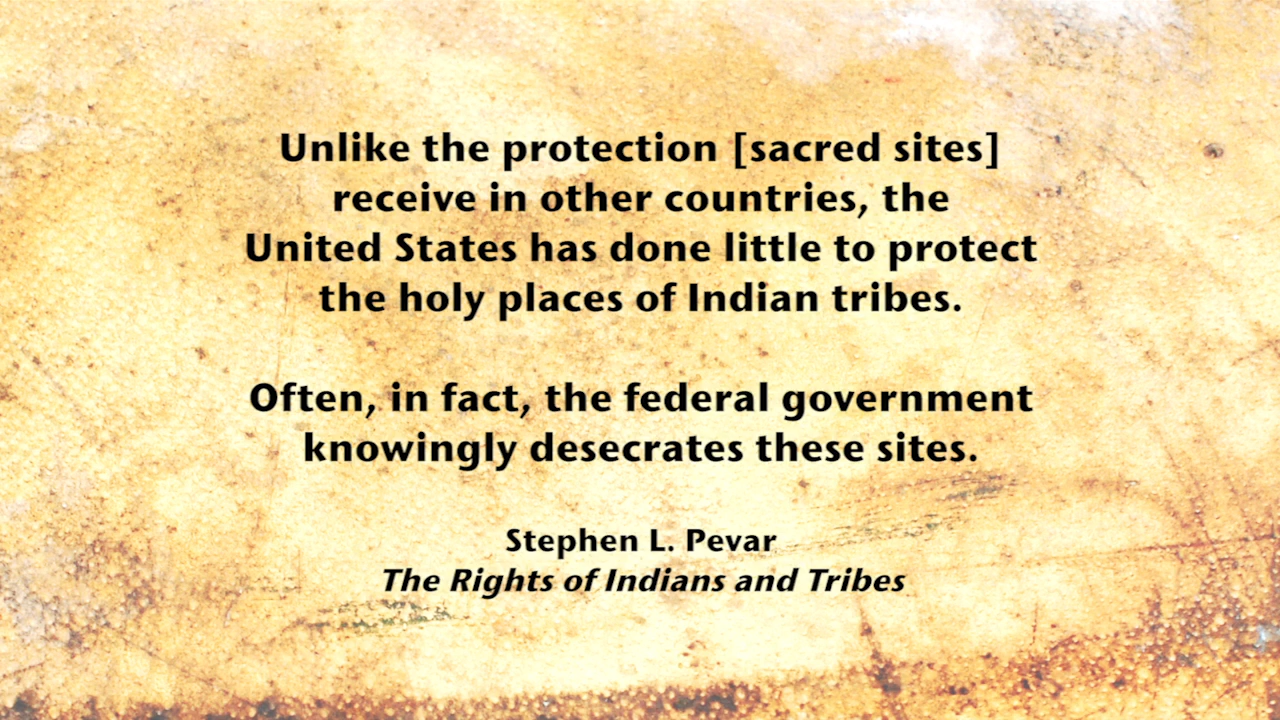 Unlike the protection [sacred sites]
receive in other countries, the
United States has done little to protect
the holy places of Indian tribes.
Often, in fact, the federal government
knowingly desecrates these sites.
Stephen L. Pevar
The Rights of Indians and Tribes